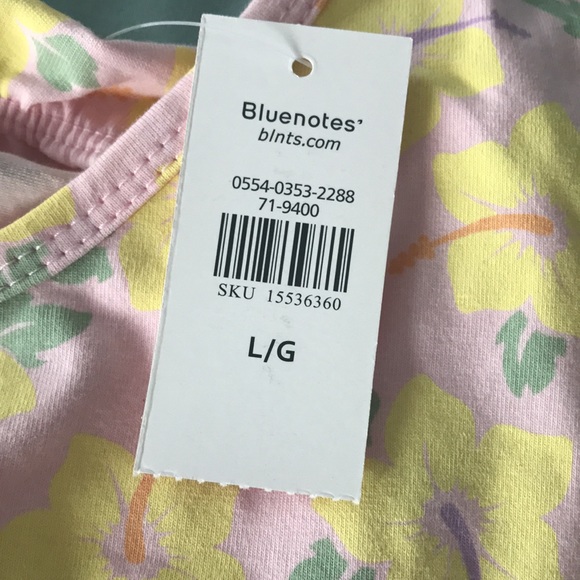 Bluenotes’
blnts.com
0554-0353-2288
71-9400
SKU 15536360
L/G